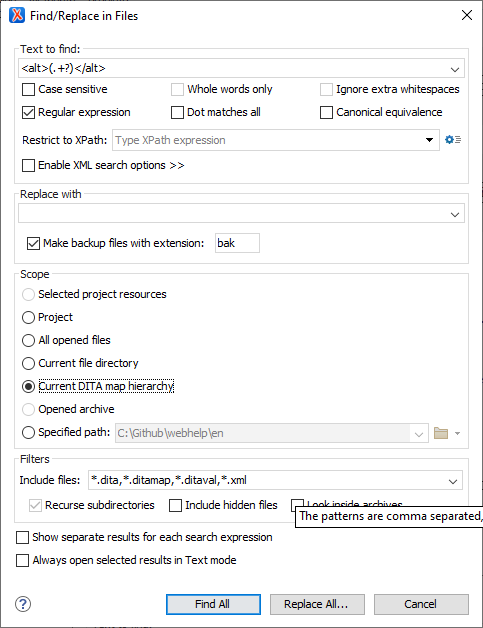 Find/Replace in Files
Text to find:
<alt>(.+?)</alt>
Case sensitive Whole words only Ignore extra whitespaces
Regular expression Dot matches all Canonical equivalence
Restrict to XPath: Type XPath expression
Enable XML search options >>
Replace with
Make backup files with extension: bak
Scope
Selected project resources
Project
All opened files
Current file directory
Current DITA map hierarchy
Opened archive
Specified path: C:\Github\webhelp\en
Filters
Include files: *.dita,*.ditamap,*.ditaval,*.xml
Recurse subdirectories Include hidden files Look inside archives
The patterns are comma separated,
Show separate results for each search expression
Always open selected results in Text mode
? Find All Replace All... Cancel